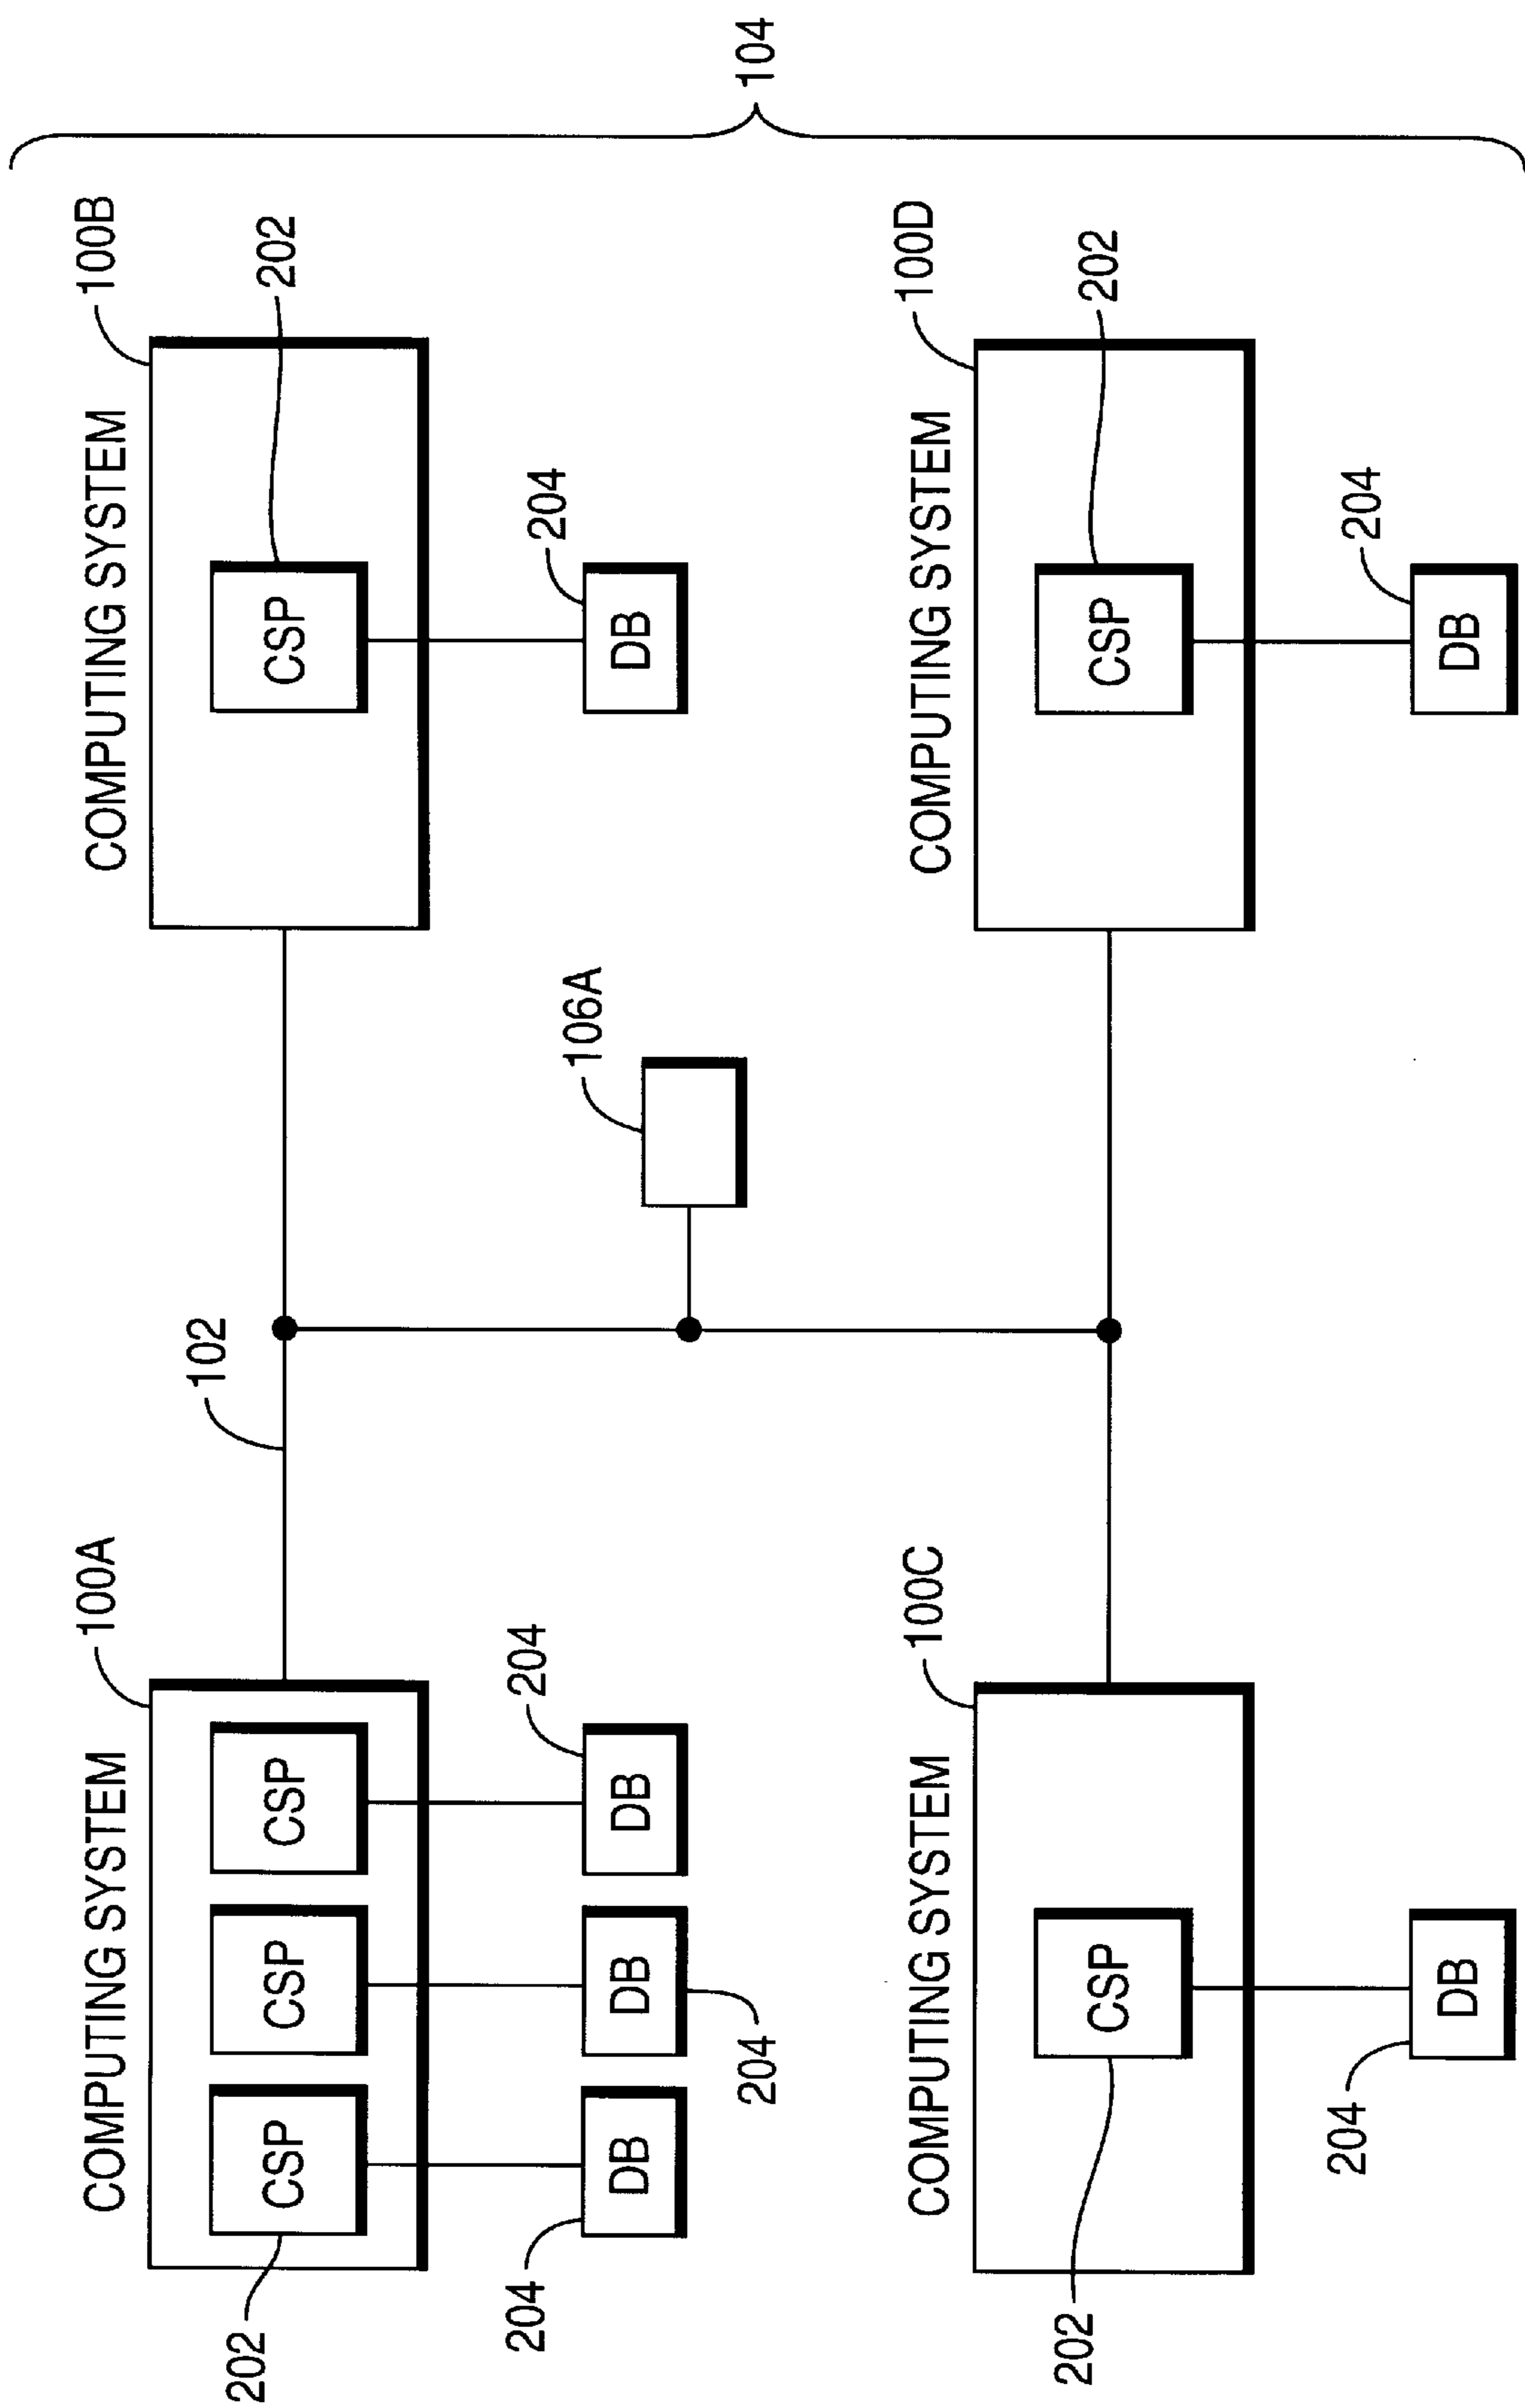 104
100A
COMPUTING SYSTEM
202
CSP
CSP
CSP
204
DB
DB
DB
204
204
102
100B
COMPUTING SYSTEM
202
CSP
204
DB
106A
100C
COMPUTING SYSTEM
202
CSP
204
DB
100D
COMPUTING SYSTEM
202
CSP
204
DB